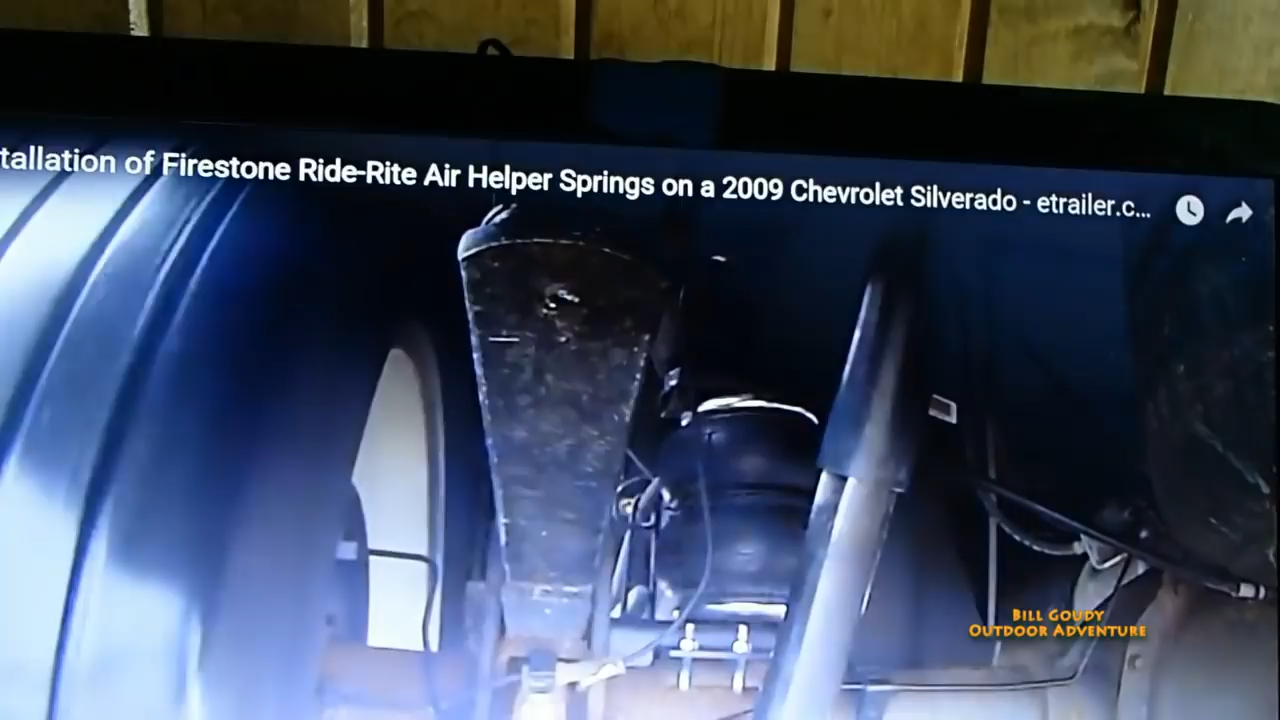 tallation of Firestone Ride-Rite Air Helper Springs on a 2009 Chevrolet Silverado - etrailer.c...
BILL GOUDY
OUTDOOR ADVENTURE